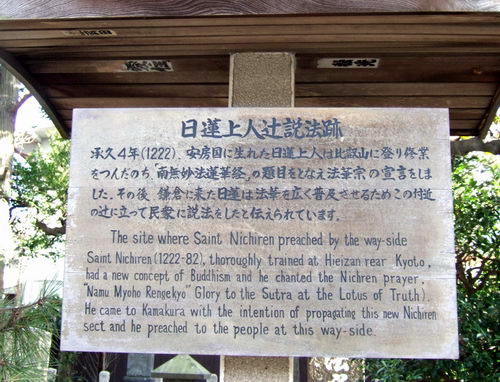 日蓮上人辻説法跡
承久4年(1222)、安房国に生れた日蓮上人は比叡山に登り修業
をつんだのち、「南無妙法蓮華経」の題目をとなえ法華宗の宣言をしま
した。その後、鎌倉に来た日蓮は法華を広く普及させるためこの付近
の辻に立って民衆に説法をしたと伝えられています。
The site where Saint Nichiren preached by the way-side
Saint Nichiren (1222-82), thoroughly trained at Hieizan rear Kyoto,
had a new concept of Buddhism and he chanted the Nichren prayer,
"Namu Myoho Rengekyo" Glory to the Sutra at the Lotus of Truth).
He came to Kamakura with the intention of propagating this new Nichiren
sect and he preached to the people at this way-side.